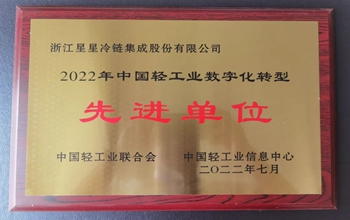 浙江星星冷链集成股份有限公司
2022年中国轻工业数字化转型
先进单位
中国轻工业联合会 中国轻工业信息中心
二〇二二年七月